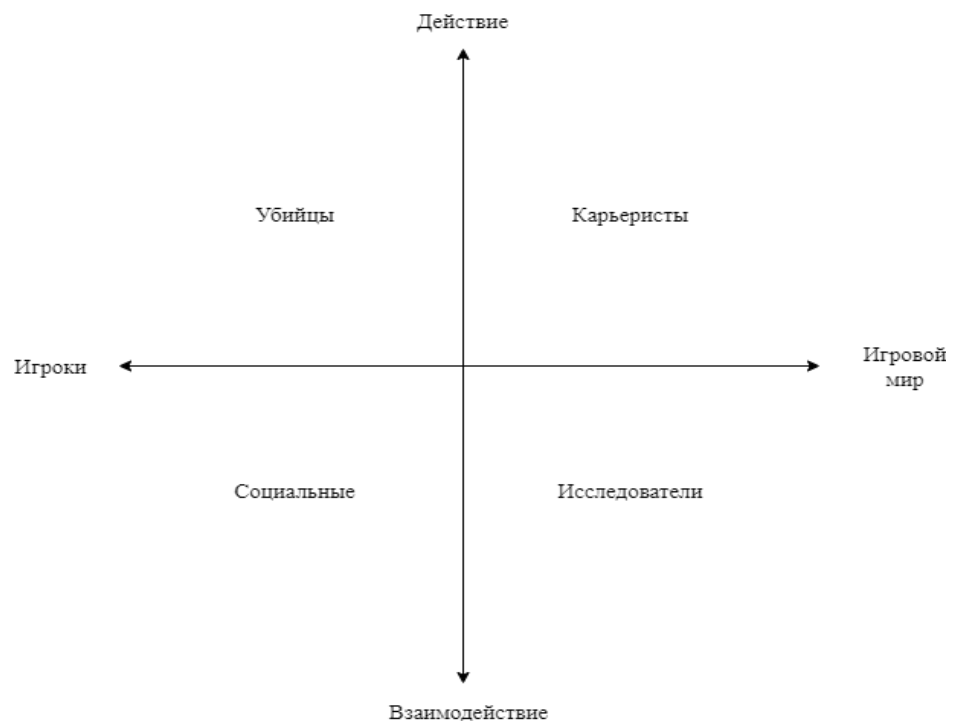 Действие
Убийцы
Карьеристы
Игроки
Игровой
мир
Социальные
Исследователи
Взаимодействие